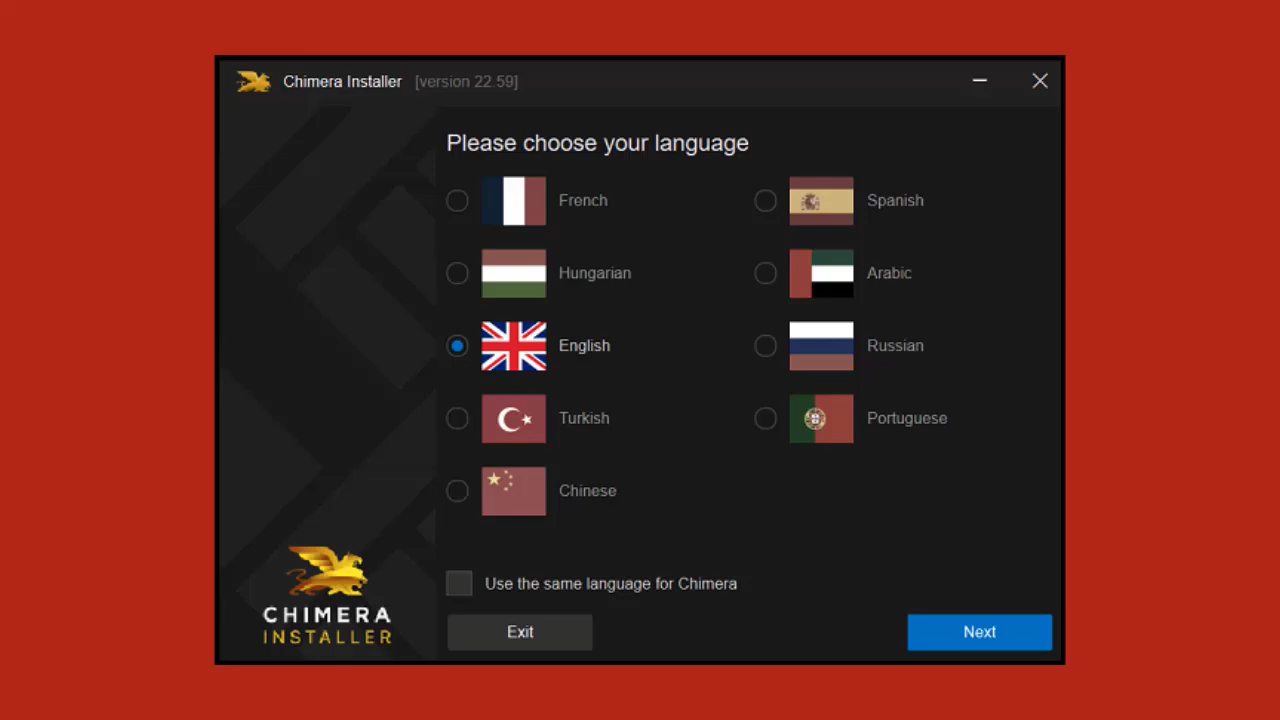 Chimera Installer [version 22.59]
Please choose your language
French
Spanish
Hungarian
Arabic
English
Russian
Turkish
Portuguese
Chinese
Use the same language for Chimera
CHIMERA
INSTALLER
Exit
Next